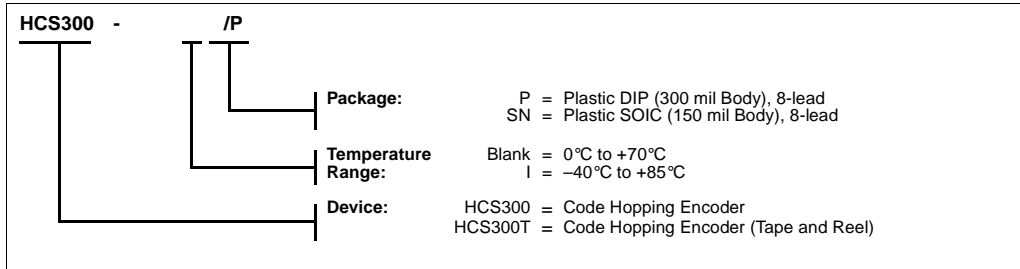 HCS300 - /P
Package: P = Plastic DIP (300 mil Body), 8-lead
SN = Plastic SOIC (150 mil Body), 8-lead
Temperature Blank = 0°C to +70°C
Range: I = –40°C to +85°C
Device: HCS300 = Code Hopping Encoder
HCS300T = Code Hopping Encoder (Tape and Reel)